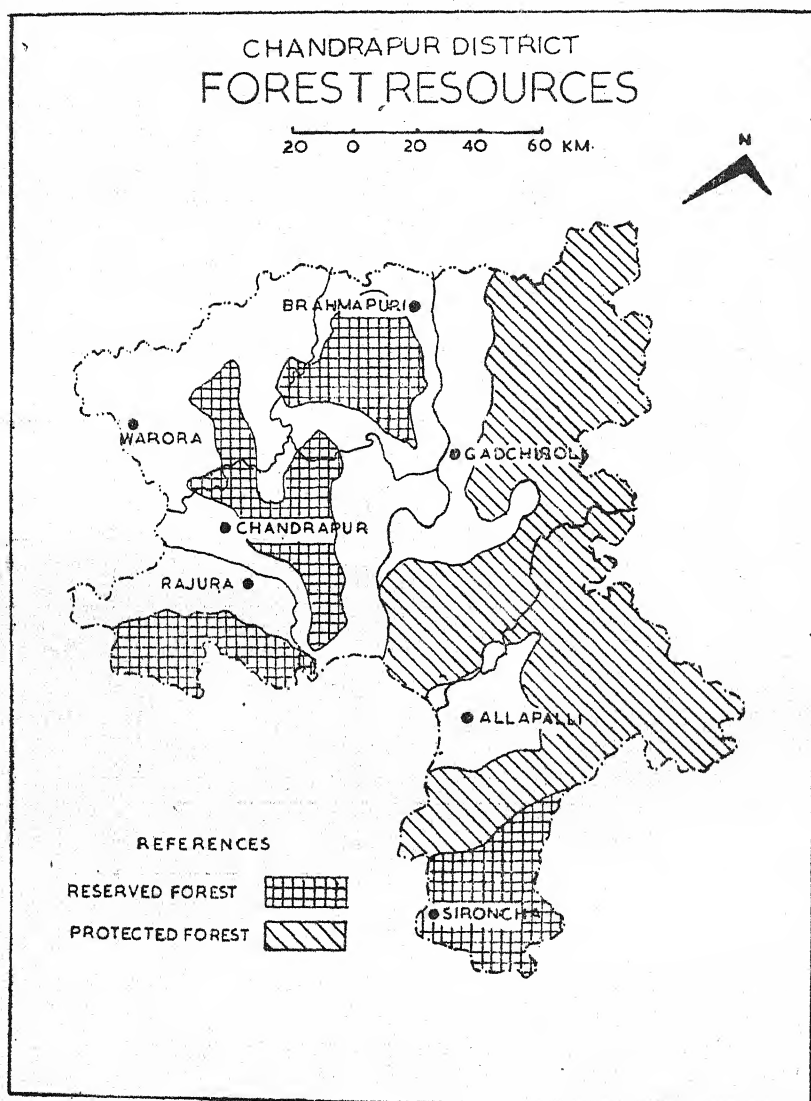 CHANDRAPUR DISTRICT
FOREST RESOURCES
20 0 20 40 60 KM.
N
BRAHMAPURI
WARORA
GADCHIROLI
CHANDRAPUR
RAJURA
ALLAPALLI
REFERENCES
RESERVED FOREST
PROTECTED FOREST
SIRONCHA